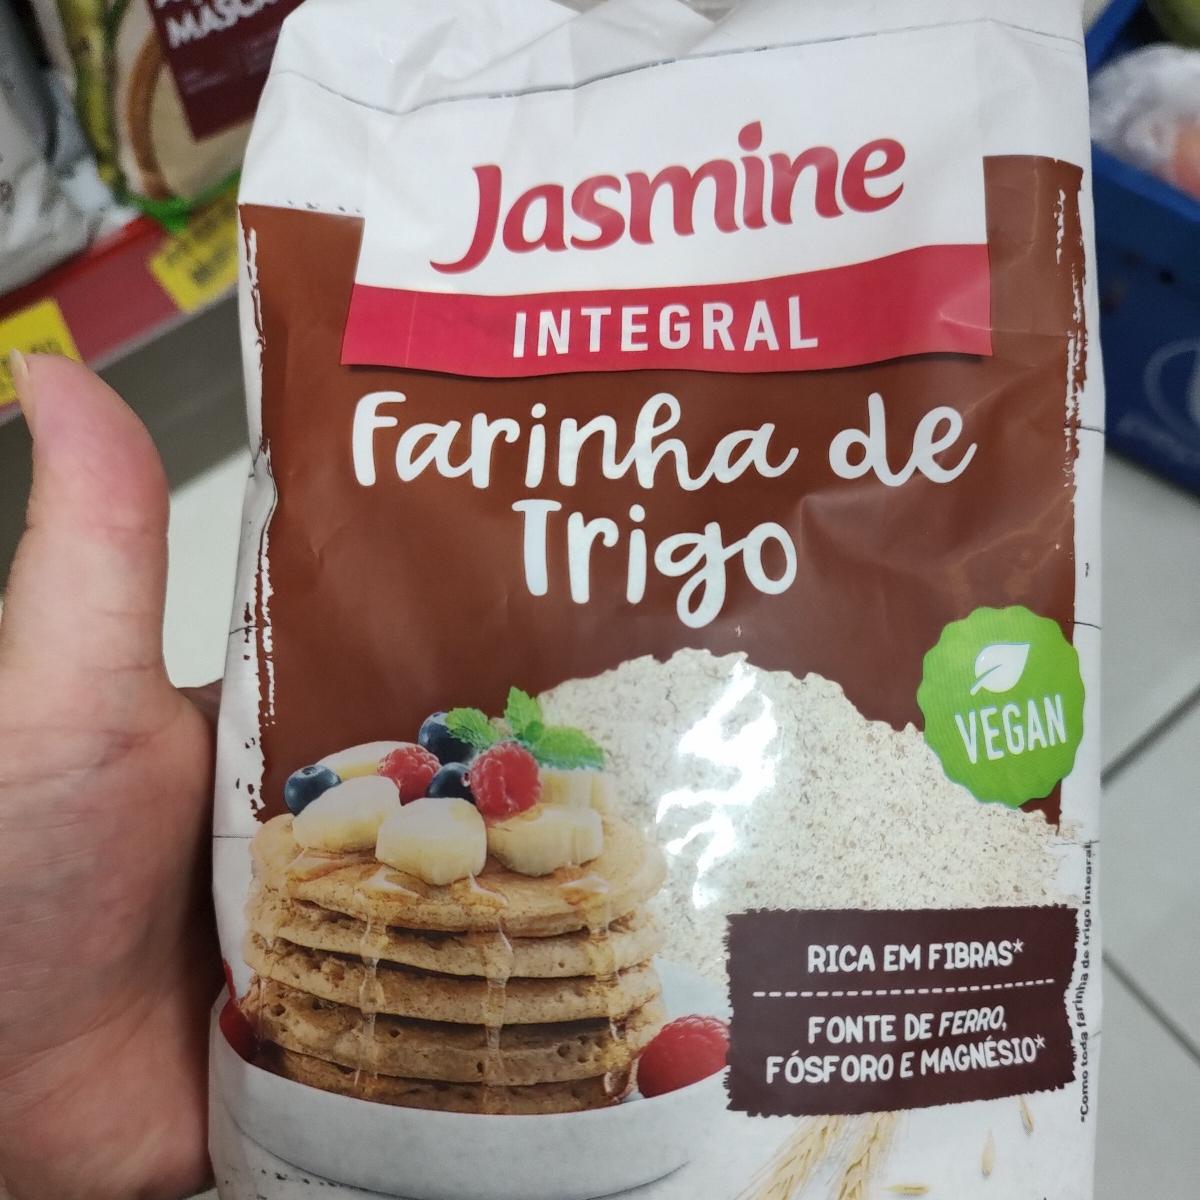 Jasmine
INTEGRAL
Farinha de
Trigo
VEGAN
RICA EM FIBRAS*
FONTE DE FERRO,
FÓSFORO E MAGNÉSIO*
*Como toda farinha de trigo integral.